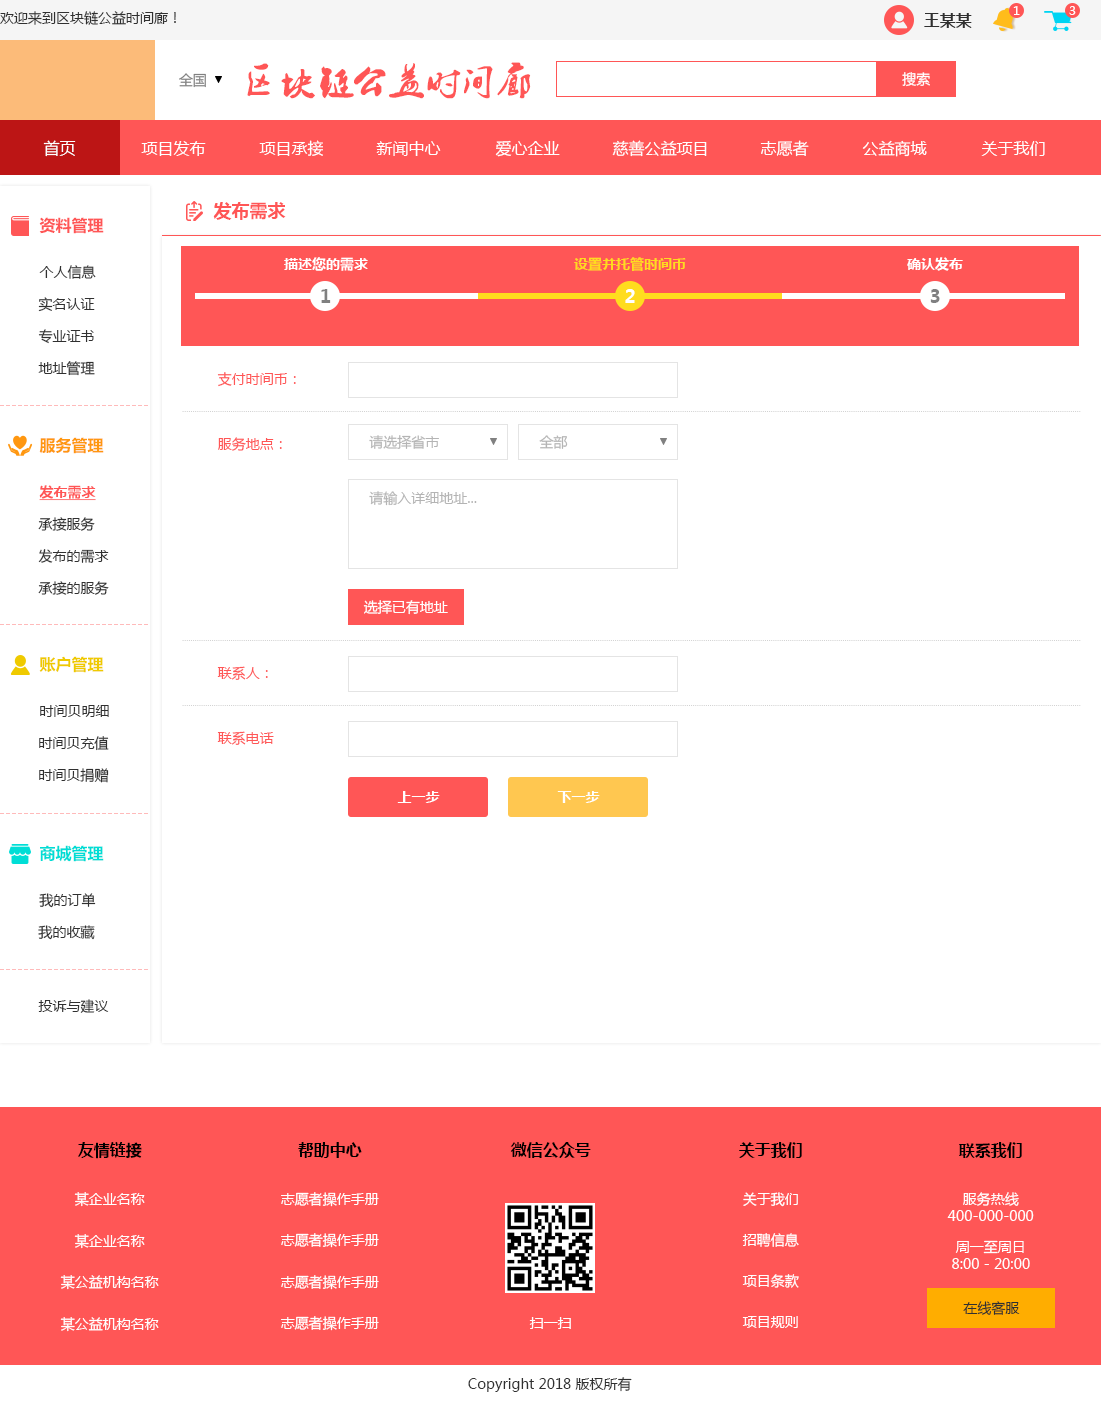 欢迎来到区块链公益时间廊！
王某某
1
3
全国 ▼
区块链公益时间廊
搜索
首页
项目发布
项目承接
新闻中心
爱心企业
慈善公益项目
志愿者
公益商城
关于我们
资料管理
个人信息
实名认证
专业证书
地址管理
服务管理
发布需求
承接服务
发布的需求
承接的服务
账户管理
时间贝明细
时间贝充值
时间贝捐赠
商城管理
我的订单
我的收藏
投诉与建议
发布需求
描述您的需求
设置并托管时间币
确认发布
1
2
3
支付时间币：
服务地点：
请选择省市 ▼
全部 ▼
请输入详细地址...
选择已有地址
联系人：
联系电话
上一步
下一步
友情链接
某企业名称
某企业名称
某公益机构名称
某公益机构名称
帮助中心
志愿者操作手册
志愿者操作手册
志愿者操作手册
志愿者操作手册
微信公众号
扫一扫
关于我们
关于我们
招聘信息
项目条款
项目规则
联系我们
服务热线
400-000-000
周一至周日
8:00 - 20:00
在线客服
Copyright 2018 版权所有